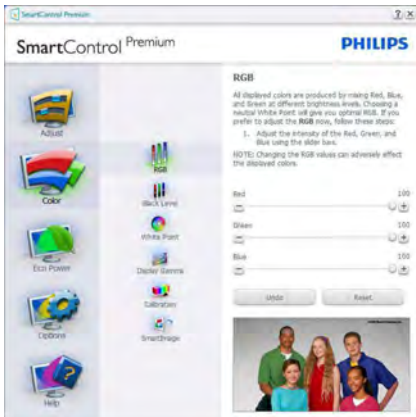 SmartControl Premium
SmartControl Premium
PHILIPS
Adjust
Color
Eco Power
Options
Help
RGB
Black Level
White Point
Display Gamma
Calibration
SmartImage
RGB
All displayed colors are produced by mixing Red, Blue,
and Green at different brightness levels. Choosing a
neutral White Point will give you optimal RGB. If you
prefer to adjust the RGB now, follow these steps:
1. Adjust the intensity of the Red, Green, and
Blue using the slider bars.
NOTE: Changing the RGB values can adversely effect
the displayed colors.
Red 100
Green 100
Blue 100
Undo Reset